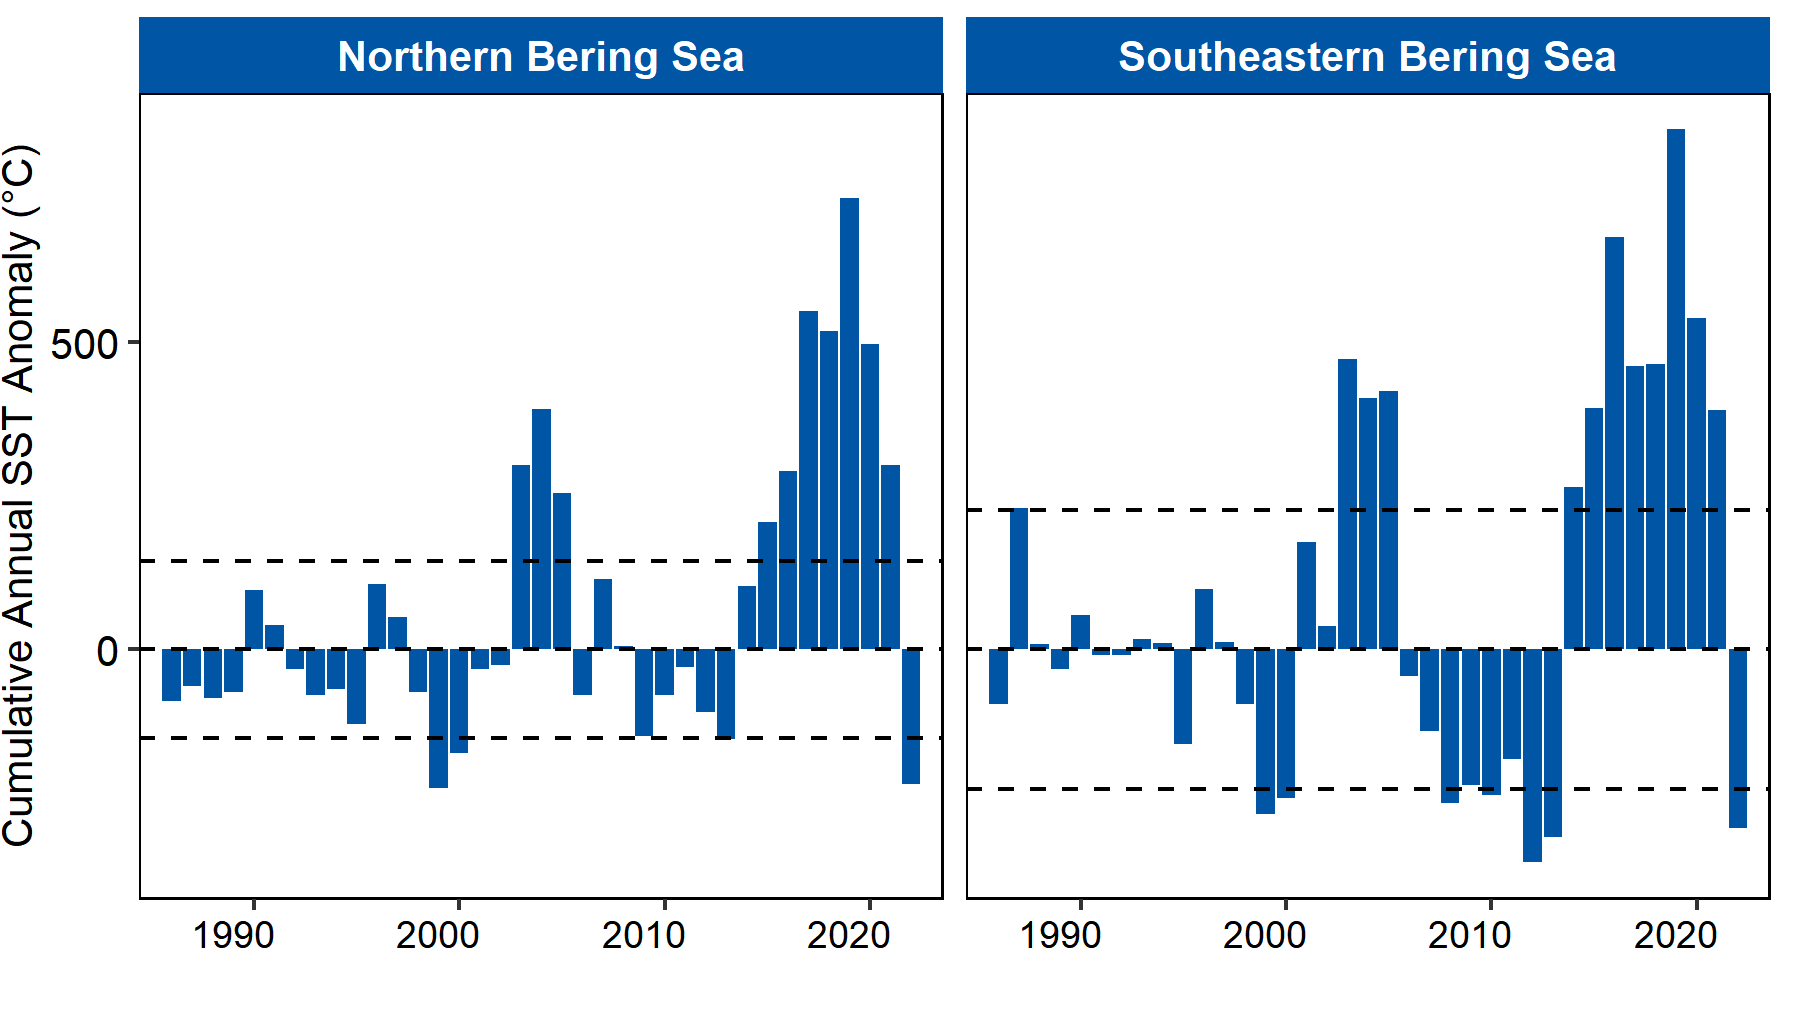 Northern Bering Sea
Southeastern Bering Sea
Cumulative Annual SST Anomaly (°C)
500
0
1990 2000 2010 2020
1990 2000 2010 2020